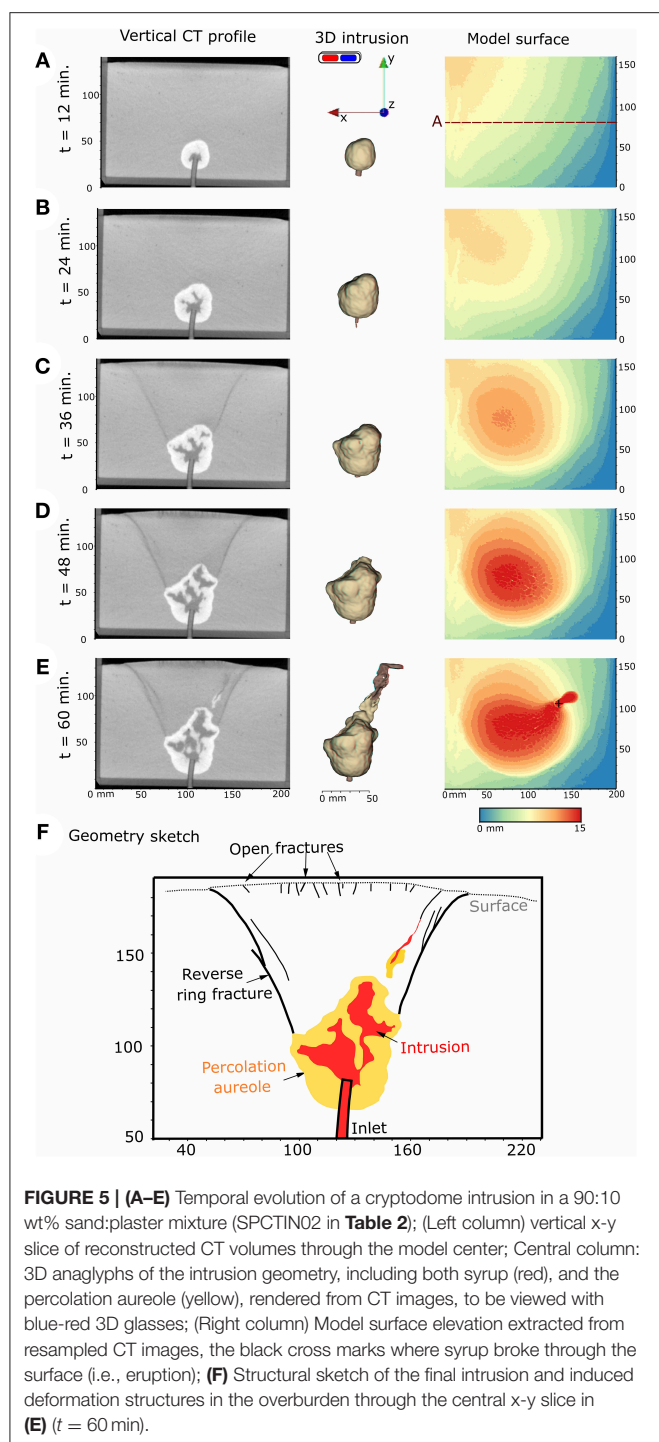 Vertical CT profile 3D intrusion Model surface
A
t = 12 min.
100
50
0
y
x
z
A
150
100
50
0
B
t = 24 min.
100
50
0
150
100
50
0
C
t = 36 min.
100
50
0
150
100
50
0
D
t = 48 min.
100
50
0
150
100
50
0
E
t = 60 min.
100
50
0
150
100
50
0
0 mm 50 100 150 200
0 mm 50
0 mm 50 100 150 200
0 mm 15
F Geometry sketch
Open fractures
Surface
150
Reverse
ring fracture
100
Intrusion
Percolation
aureole
Inlet
50
40 100 160 220
FIGURE 5 | (A–E) Temporal evolution of a cryptodome intrusion in a 90:10
wt% sand:plaster mixture (SPCTIN02 in Table 2); (Left column) vertical x-y
slice of reconstructed CT volumes through the model center; Central column:
3D anaglyphs of the intrusion geometry, including both syrup (red), and the
percolation aureole (yellow), rendered from CT images, to be viewed with
blue-red 3D glasses; (Right column) Model surface elevation extracted from
resampled CT images, the black cross marks where syrup broke through the
surface (i.e., eruption); (F) Structural sketch of the final intrusion and induced
deformation structures in the overburden through the central x-y slice in
(E) (t = 60 min).